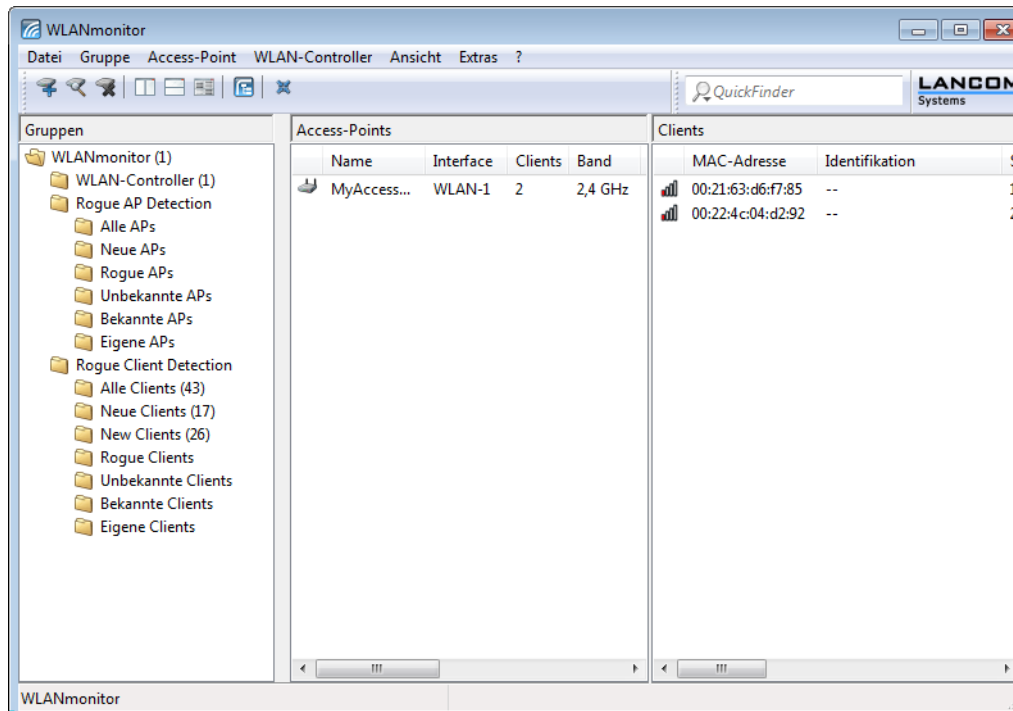 WLANmonitor
Datei Gruppe Access-Point WLAN-Controller Ansicht Extras ?
QuickFinder
LANCOM
Systems
Gruppen
WLANmonitor (1)
WLAN-Controller (1)
Rogue AP Detection
Alle APs
Neue APs
Rogue APs
Unbekannte APs
Bekannte APs
Eigene APs
Rogue Client Detection
Alle Clients (43)
Neue Clients (17)
New Clients (26)
Rogue Clients
Unbekannte Clients
Bekannte Clients
Eigene Clients
Access-Points
Name Interface Clients Band
MyAccess... WLAN-1 2 2,4 GHz
Clients
MAC-Adresse Identifikation
00:21:63:d6:f7:85 --
00:22:4c:04:d2:92 --
WLANmonitor